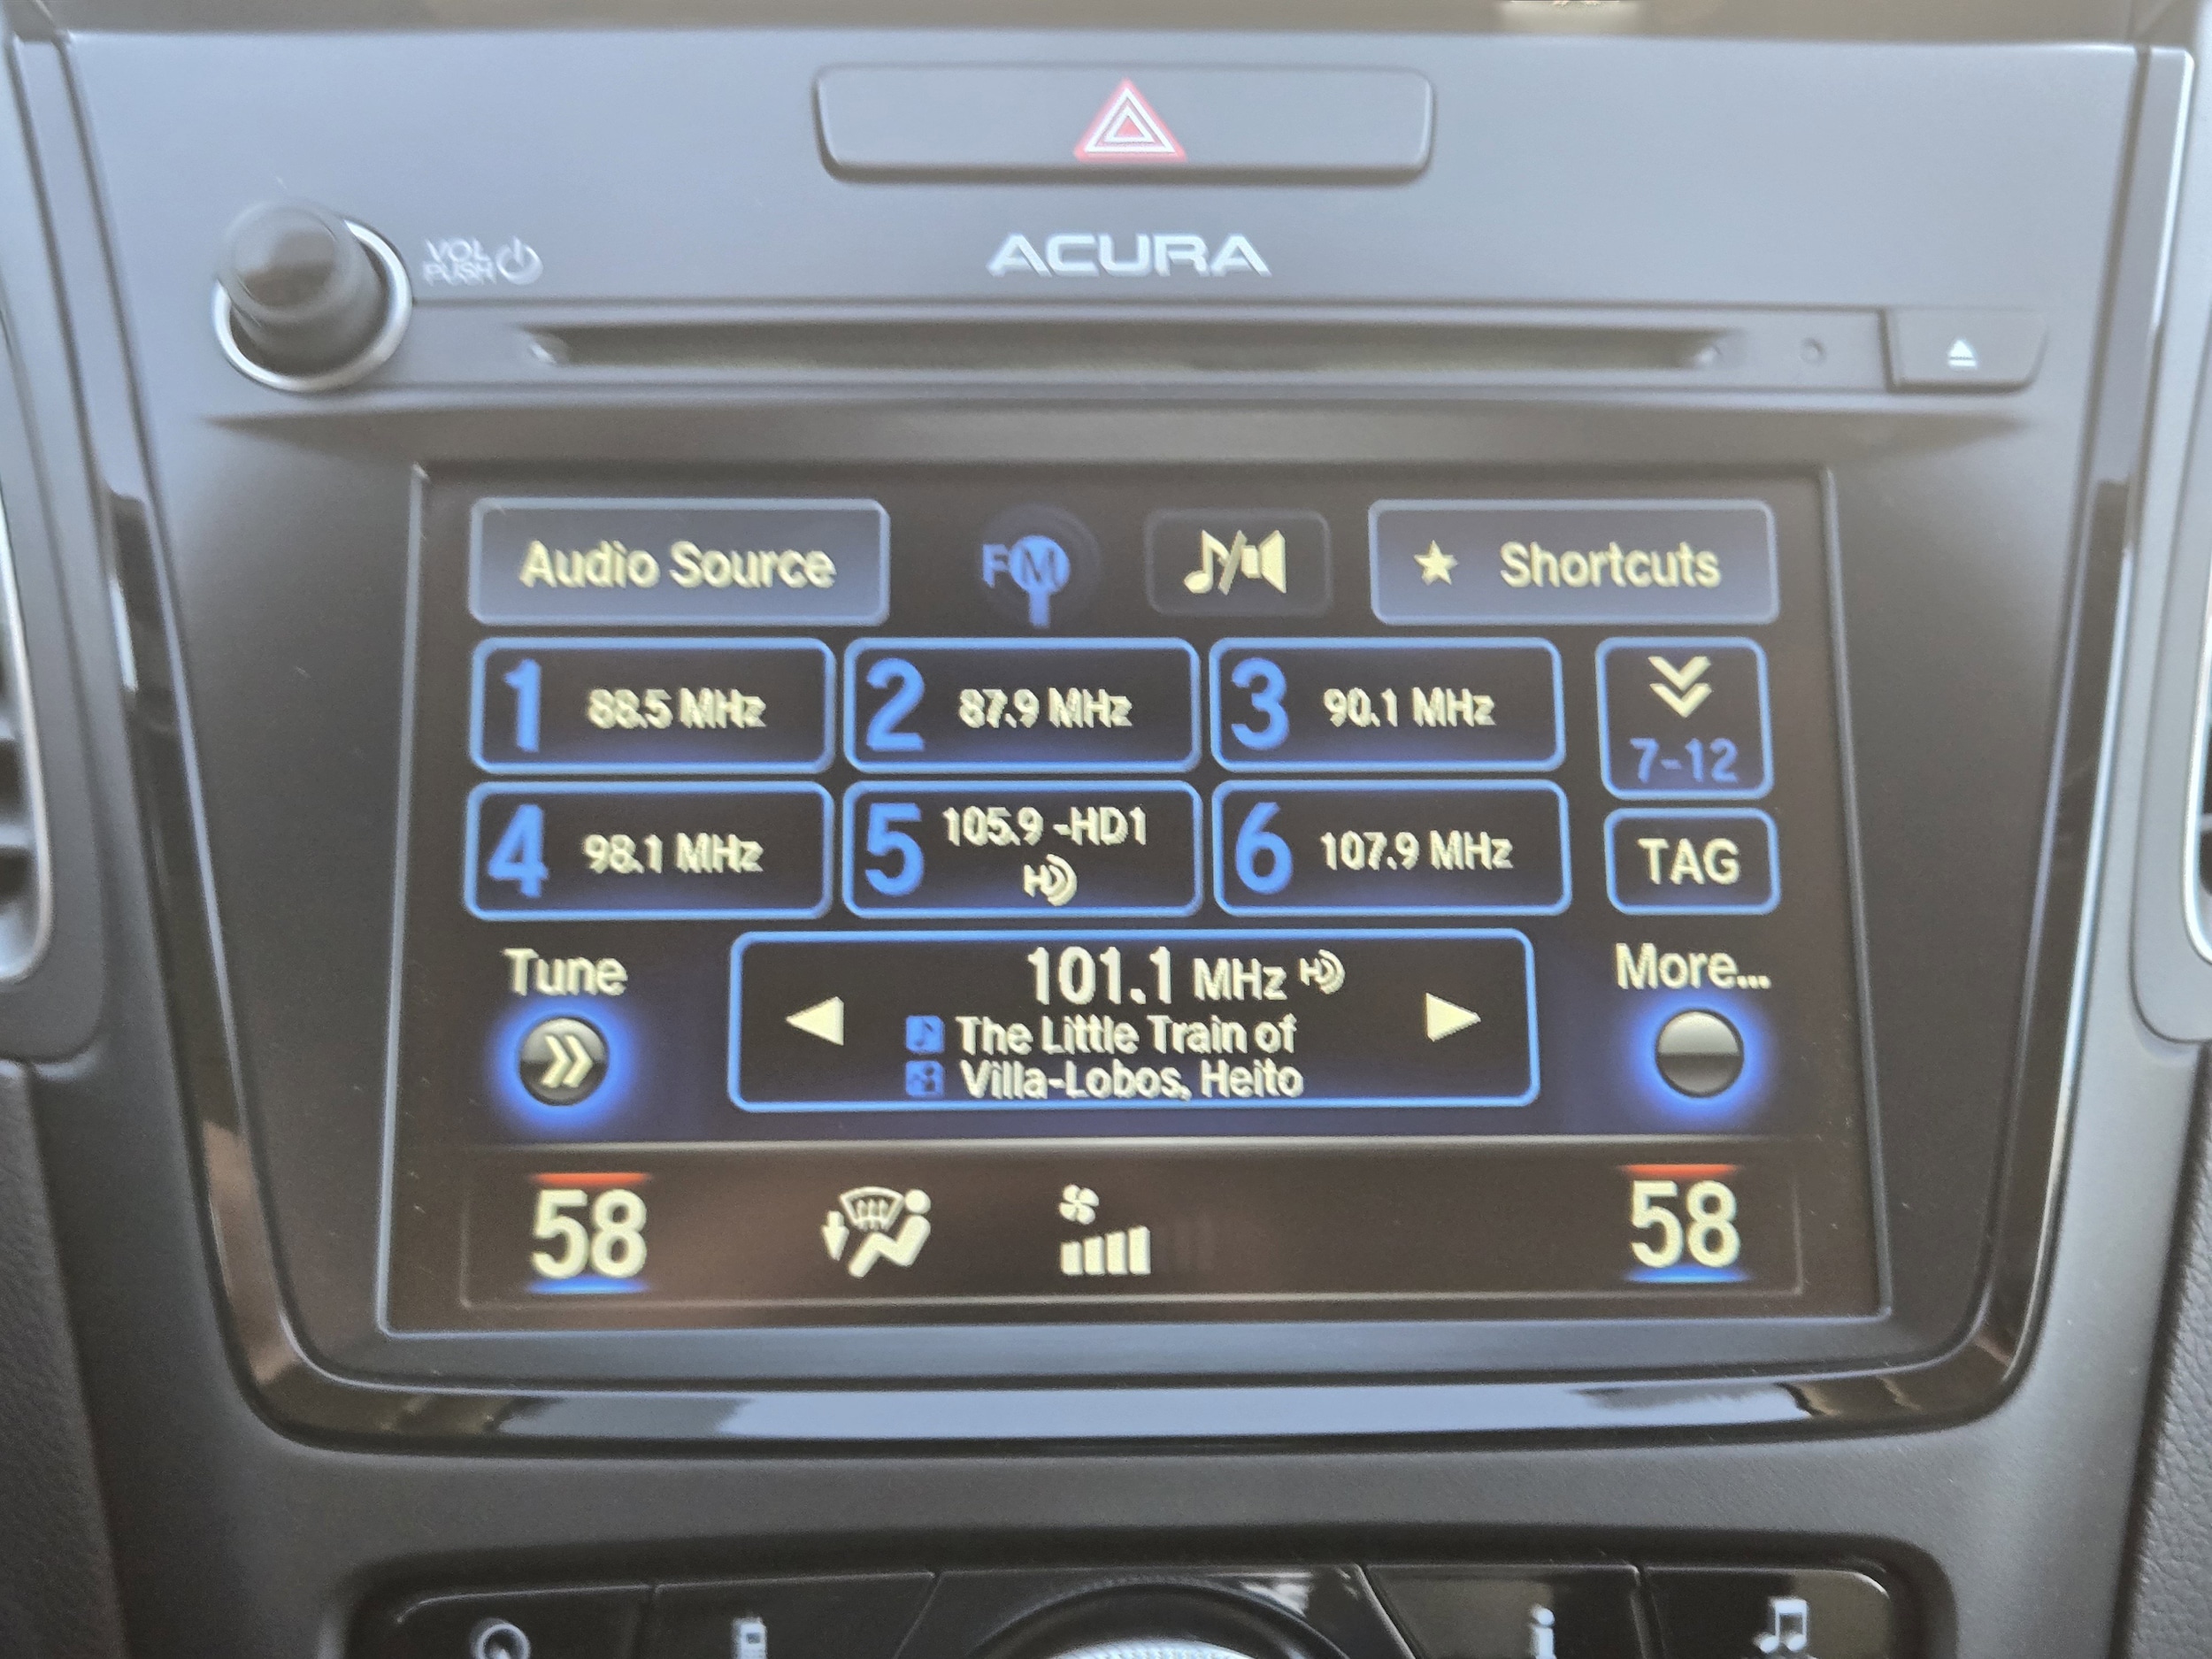 VOL
PUSH
ACURA
Audio Source
FM
Shortcuts
1 88.5 MHz
2 87.9 MHz
3 90.1 MHz
7-12
4 98.1 MHz
5 105.9 -HD1
HD
6 107.9 MHz
TAG
Tune
101.1 MHz HD
More...
The Little Train of
Villa-Lobos, Heito
58
58
i